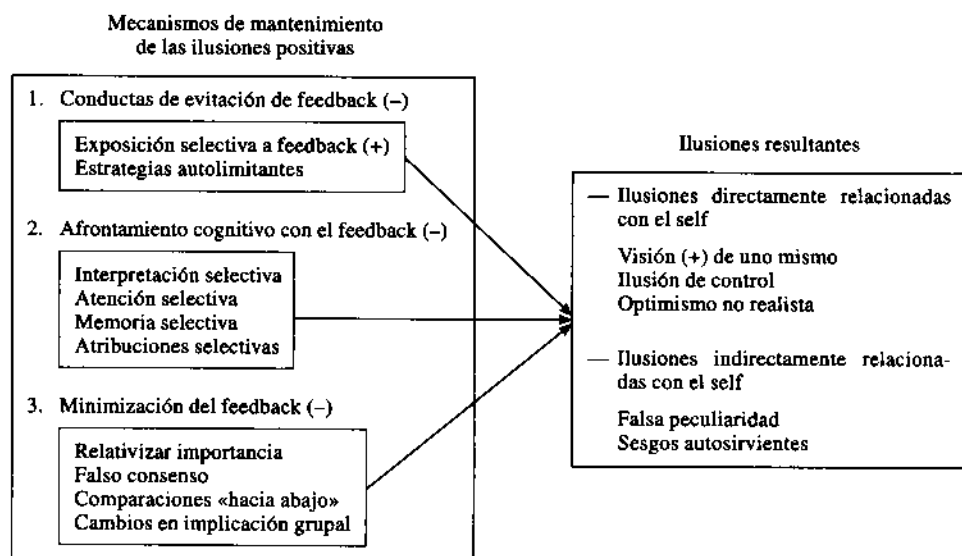 Mecanismos de mantenimiento
de las ilusiones positivas
1. Conductas de evitación de feedback (–)
Exposición selectiva a feedback (+)
Estrategias autolimitantes
2. Afrontamiento cognitivo con el feedback (–)
Interpretación selectiva
Atención selectiva
Memoria selectiva
Atribuciones selectivas
3. Minimización del feedback (–)
Relativizar importancia
Falso consenso
Comparaciones «hacia abajo»
Cambios en implicación grupal
Ilusiones resultantes
— Ilusiones directamente relacionadas
con el self
Visión (+) de uno mismo
Ilusión de control
Optimismo no realista
— Ilusiones indirectamente relaciona-
das con el self
Falsa peculiaridad
Sesgos autosirvientes